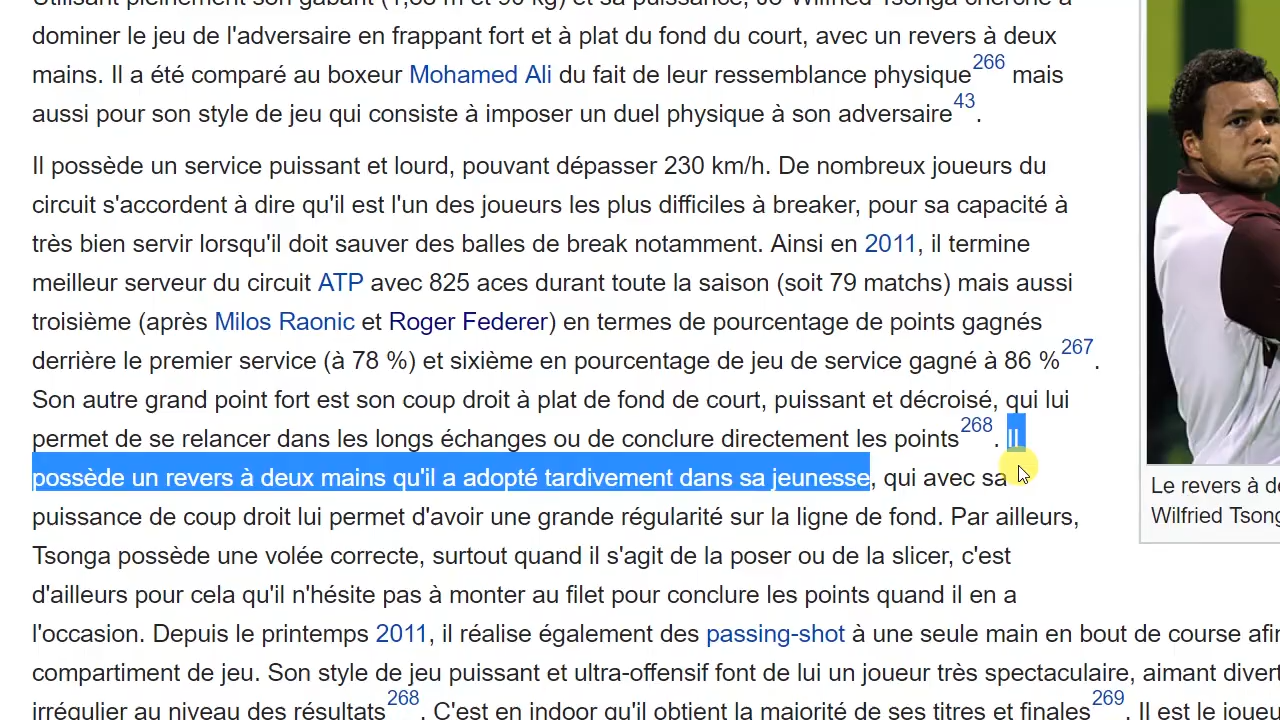 Utilisant pleinement son gabarit (1,88 m et 90 kg) et sa puissance, Jo-Wilfried Tsonga cherche à
dominer le jeu de l'adversaire en frappant fort et à plat du fond du court, avec un revers à deux
mains. Il a été comparé au boxeur Mohamed Ali du fait de leur ressemblance physique266 mais
aussi pour son style de jeu qui consiste à imposer un duel physique à son adversaire43.
Il possède un service puissant et lourd, pouvant dépasser 230 km/h. De nombreux joueurs du
circuit s'accordent à dire qu'il est l'un des joueurs les plus difficiles à breaker, pour sa capacité à
très bien servir lorsqu'il doit sauver des balles de break notamment. Ainsi en 2011, il termine
meilleur serveur du circuit ATP avec 825 aces durant toute la saison (soit 79 matchs) mais aussi
troisième (après Milos Raonic et Roger Federer) en termes de pourcentage de points gagnés
derrière le premier service (à 78 %) et sixième en pourcentage de jeu de service gagné à 86 %267.
Son autre grand point fort est son coup droit à plat de fond de court, puissant et décroisé, qui lui
permet de se relancer dans les longs échanges ou de conclure directement les points268. Il
possède un revers à deux mains qu'il a adopté tardivement dans sa jeunesse, qui avec sa
puissance de coup droit lui permet d'avoir une grande régularité sur la ligne de fond. Par ailleurs,
Tsonga possède une volée correcte, surtout quand il s'agit de la poser ou de la slicer, c'est
d'ailleurs pour cela qu'il n'hésite pas à monter au filet pour conclure les points quand il en a
l'occasion. Depuis le printemps 2011, il réalise également des passing-shot à une seule main en bout de course afin
compartiment de jeu. Son style de jeu puissant et ultra-offensif font de lui un joueur très spectaculaire, aimant divert
irrégulier au niveau des résultats268. C'est en indoor qu'il obtient la majorité de ses titres et finales269. Il est le joueu
Le revers à de
Wilfried Tsong